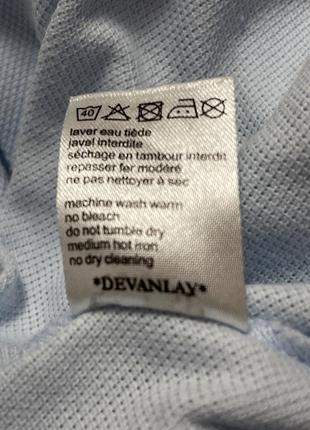 40
laver eau tiède
javel interdite
séchage en tambour interdit
repasser fer modéré
ne pas nettoyer à sec
machine wash warm
no bleach
do not tumble dry
medium hot iron
no dry cleaning
*DEVANLAY*